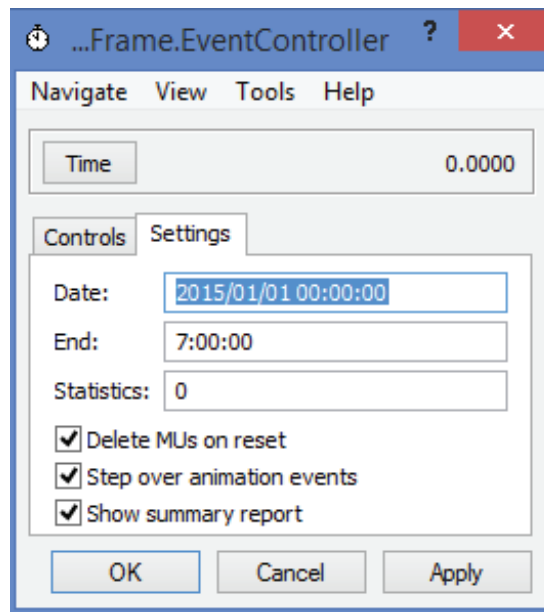 ...Frame.EventController ? ×
Navigate View Tools Help
Time 0.0000
Controls Settings
Date: 2015/01/01 00:00:00
End: 7:00:00
Statistics: 0
Delete MUs on reset
Step over animation events
Show summary report
OK Cancel Apply